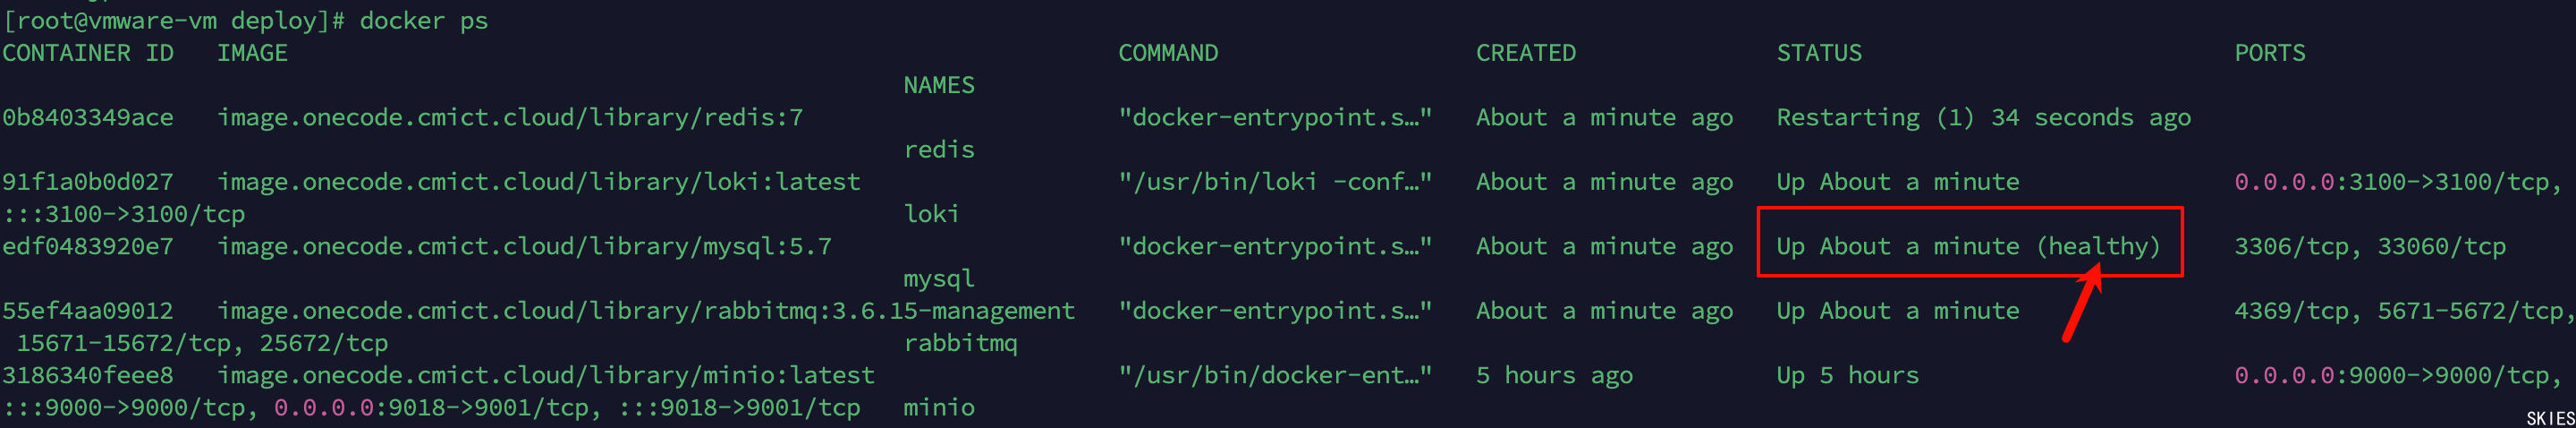 [root@vmware-vm deploy]# docker ps
CONTAINER ID   IMAGE                                                          COMMAND                  CREATED              STATUS                          PORTS
                                                               NAMES
0b8403349ace   image.onecode.cmict.cloud/library/redis:7                      "docker-entrypoint.s…"   About a minute ago   Restarting (1) 34 seconds ago
                                                               redis
91f1a0b0d027   image.onecode.cmict.cloud/library/loki:latest                  "/usr/bin/loki -conf…"   About a minute ago   Up About a minute               0.0.0.0:3100->3100/tcp,
:::3100->3100/tcp                                              loki
edf0483920e7   image.onecode.cmict.cloud/library/mysql:5.7                    "docker-entrypoint.s…"   About a minute ago   Up About a minute (healthy)     3306/tcp, 33060/tcp
                                                               mysql
55ef4aa09012   image.onecode.cmict.cloud/library/rabbitmq:3.6.15-management   "docker-entrypoint.s…"   About a minute ago   Up About a minute               4369/tcp, 5671-5672/tcp,
 15671-15672/tcp, 25672/tcp                                    rabbitmq
3186340feee8   image.onecode.cmict.cloud/library/minio:latest                 "/usr/bin/docker-ent…"   5 hours ago          Up 5 hours                      0.0.0.0:9000->9000/tcp,
:::9000->9000/tcp, 0.0.0.0:9018->9001/tcp, :::9018->9001/tcp   minio
SKIES